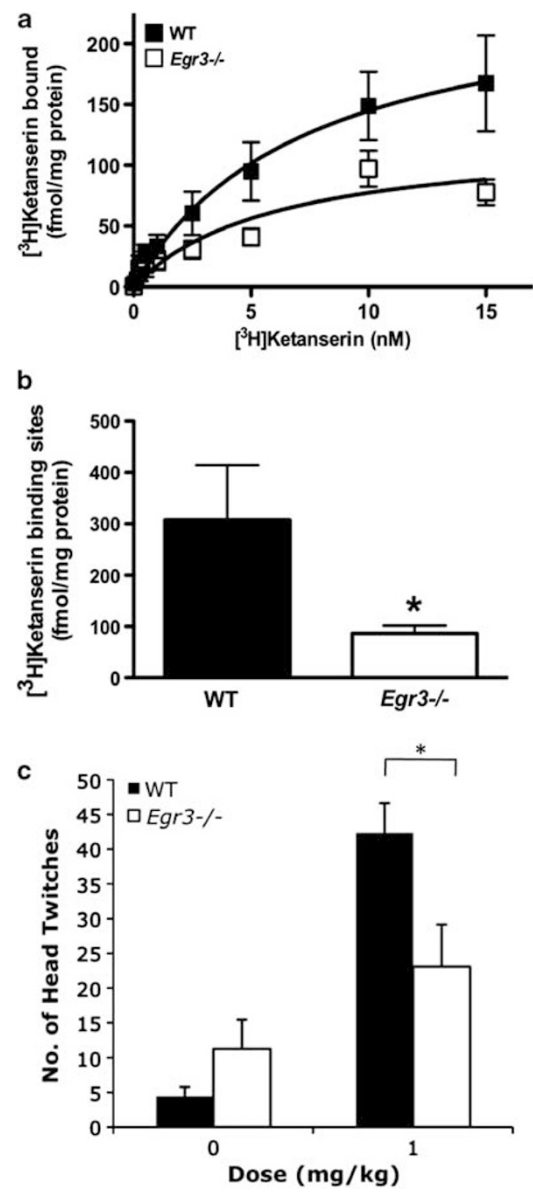 a
WT
Egr3-/-
[³H]Ketanserin bound
(fmol/mg protein)
200
150
100
50
0
0 5 10 15
[³H]Ketanserin (nM)
b
[³H]Ketanserin binding sites
(fmol/mg protein)
500
400
300
200
100
0
*
WT Egr3-/-
c
*
WT
Egr3-/-
No. of Head Twitches
50
45
40
35
30
25
20
15
10
5
0
0 1
Dose (mg/kg)